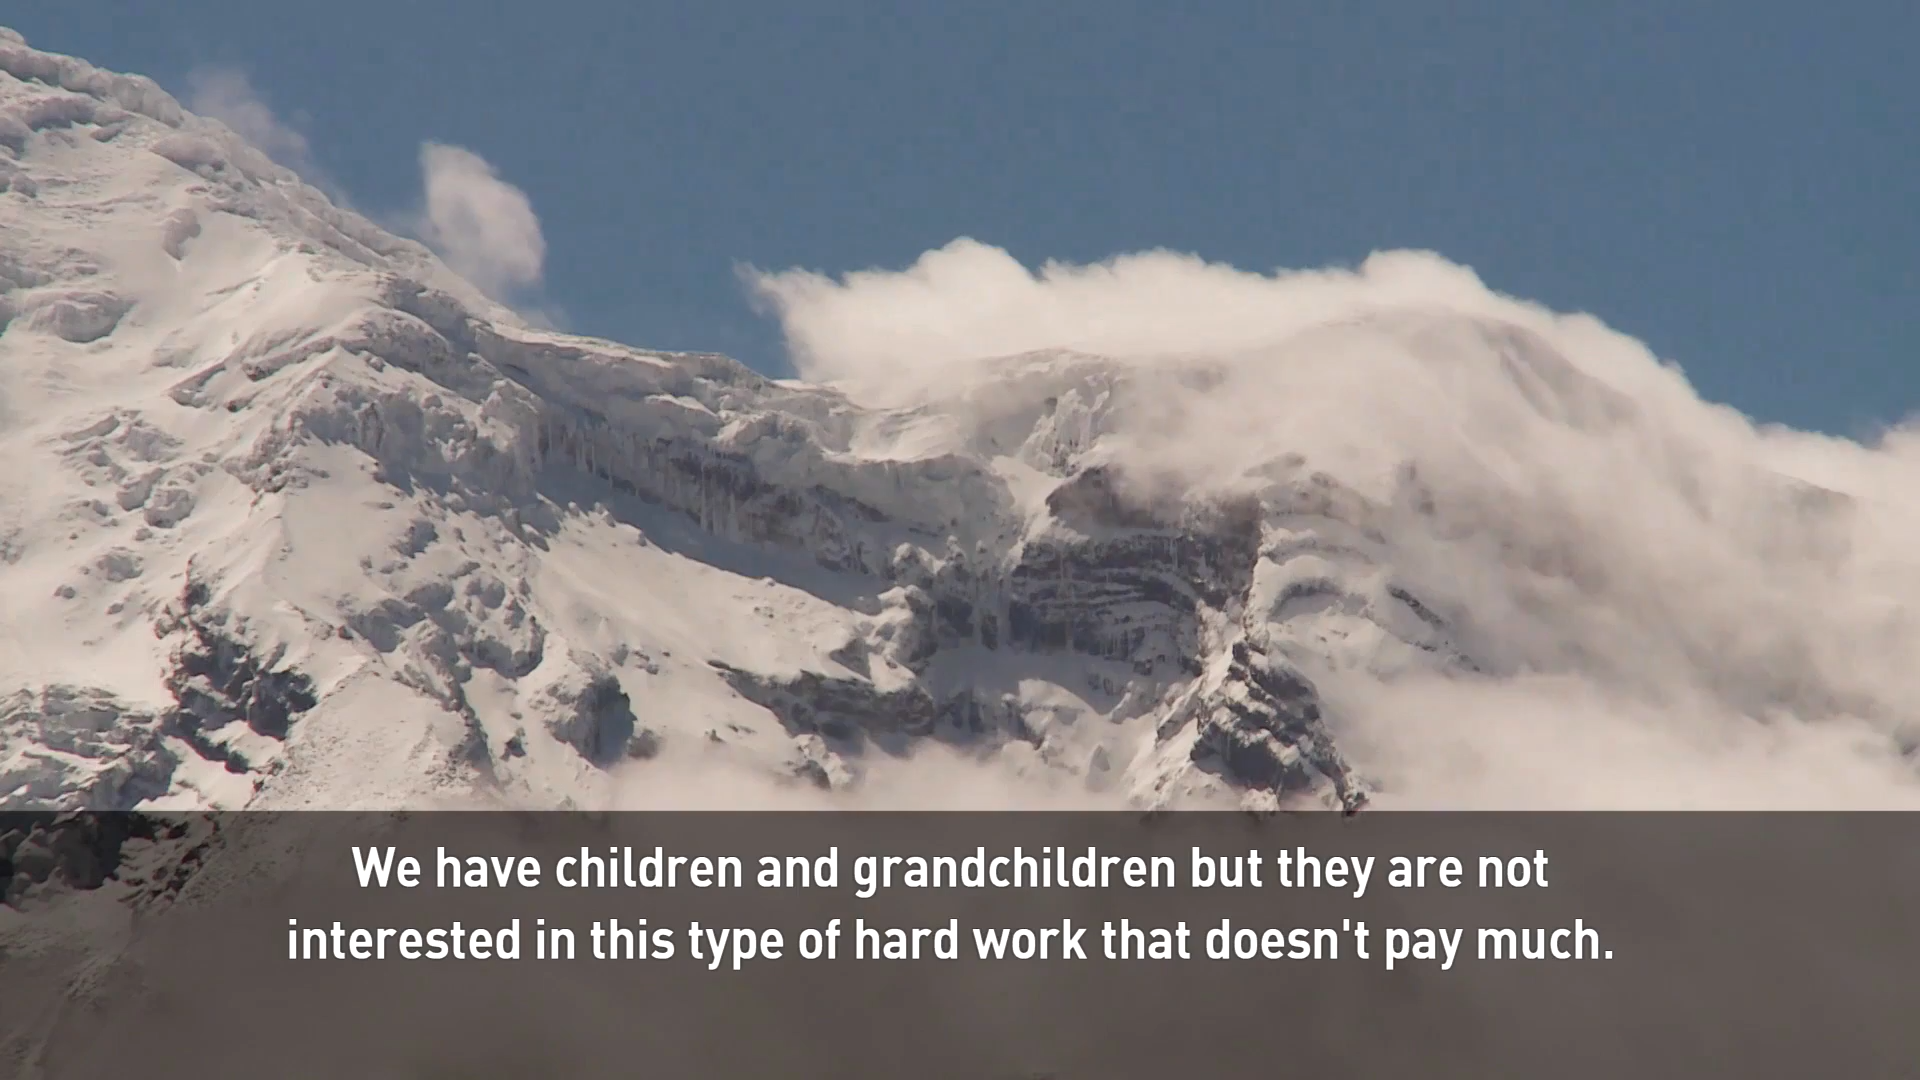 We have children and grandchildren but they are not
interested in this type of hard work that doesn't pay much.